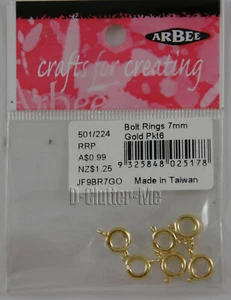 ARBEE
crafts for creating
501/224
RRP
A$0.99
NZ$1.25
JF9BR7GO
Bolt Rings 7mm
Gold Pkt6
9 325848 025178
Made in Taiwan
D-Clutter-Me